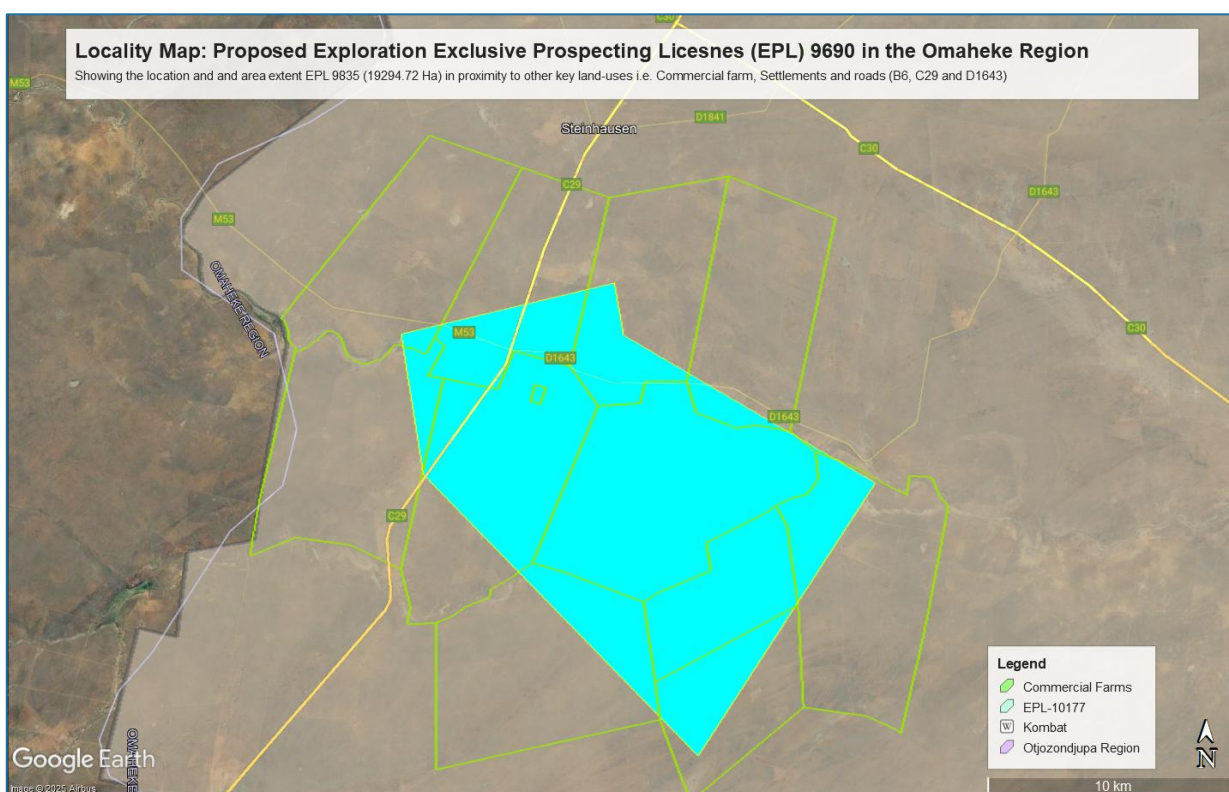 C30
Locality Map: Proposed Exploration Exclusive Prospecting Licesnes (EPL) 9690 in the Omaheke Region
Showing the location and and area extent EPL 9835 (19294.72 Ha) in proximity to other key land-uses i.e. Commercial farm, Settlements and roads (B6, C29 and D1643)
M53
D1841
Steinhausen
C30
C29
D1643
M53
OMAHEKE REGION
C30
M53
D1643
D1643
C29
Legend
Commercial Farms
EPL-10177
W Kombat
Otjozondjupa Region
OMAHEKE
N
Google Earth
Image © 2025 Airbus
10 km